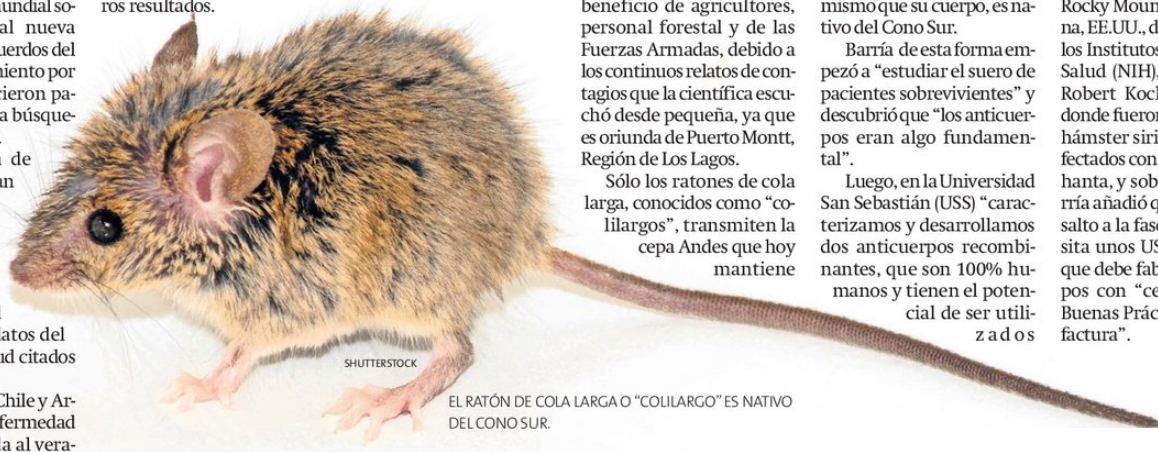 mundial so-
al nueva
uerdos del
miento por
cieron pa-
a búsque-
de
an
latos del
ud citados
Chile y Ar-
fermedad
la al vera-
ros resultados.
SHUTTERSTOCK
EL RATÓN DE COLA LARGA O “COLILARGO” ES NATIVO
DEL CONO SUR.
beneficio de agricultores,
personal forestal y de las
Fuerzas Armadas, debido a
los continuos relatos de con-
tagios que la científica escu-
chó desde pequeña, ya que
es oriunda de Puerto Montt,
Región de Los Lagos.
Sólo los ratones de cola
larga, conocidos como “co-
lilargos”, transmiten la
cepa Andes que hoy
mantiene
mismo que su cuerpo, es na-
tivo del Cono Sur.
Barría de esta forma em-
pezó a “estudiar el suero de
pacientes sobrevivientes” y
descubrió que “los anticuer-
pos eran algo fundamen-
tal”.
Luego, en la Universidad
San Sebastián (USS) “carac-
terizamos y desarrollamos
dos anticuerpos recombi-
nantes, que son 100% hu-
manos y tienen el poten-
cial de ser utili-
zados
Rocky Moun
na, EE.UU., d
los Institutos
Salud (NIH),
Robert Koch
donde fueron
hámster siri
fectados con
hanta, y sob
rría añadió q
salto a la fase
sita unos US
que debe fab
pos con “ce
Buenas Prác
factura”.